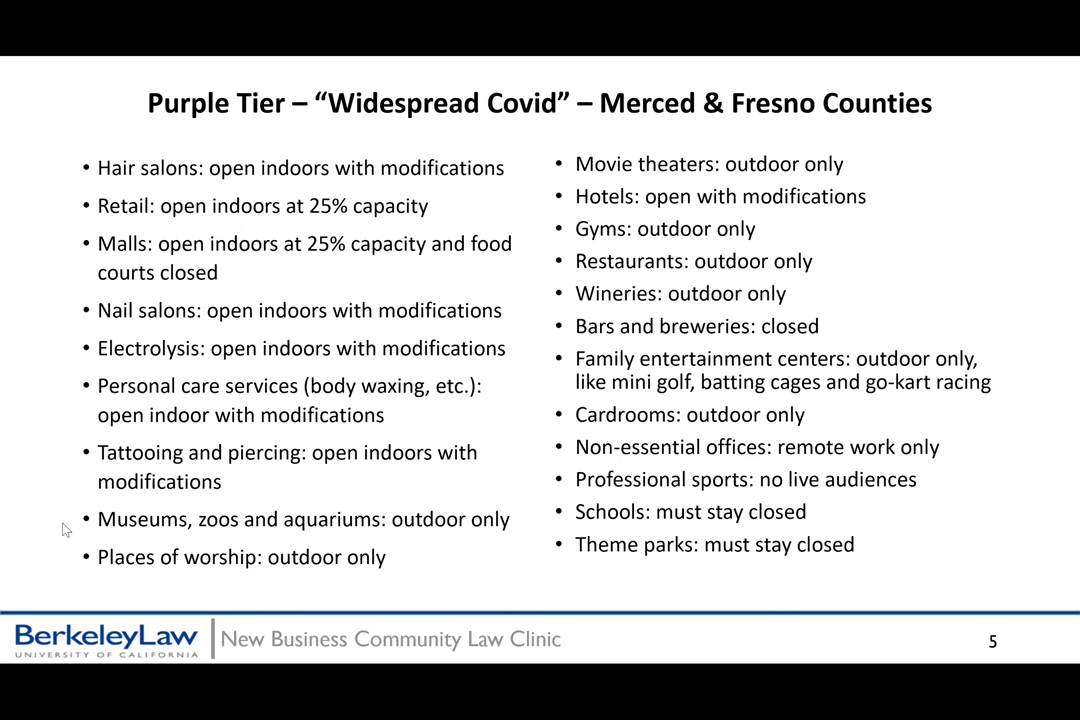 Purple Tier – “Widespread Covid” – Merced & Fresno Counties
• Hair salons: open indoors with modifications
• Retail: open indoors at 25% capacity
• Malls: open indoors at 25% capacity and food
courts closed
• Nail salons: open indoors with modifications
• Electrolysis: open indoors with modifications
• Personal care services (body waxing, etc.):
open indoor with modifications
• Tattooing and piercing: open indoors with
modifications
• Museums, zoos and aquariums: outdoor only
• Places of worship: outdoor only
• Movie theaters: outdoor only
• Hotels: open with modifications
• Gyms: outdoor only
• Restaurants: outdoor only
• Wineries: outdoor only
• Bars and breweries: closed
• Family entertainment centers: outdoor only,
like mini golf, batting cages and go-kart racing
• Cardrooms: outdoor only
• Non-essential offices: remote work only
• Professional sports: no live audiences
• Schools: must stay closed
• Theme parks: must stay closed
BerkeleyLaw
UNIVERSITY OF CALIFORNIA
New Business Community Law Clinic
5